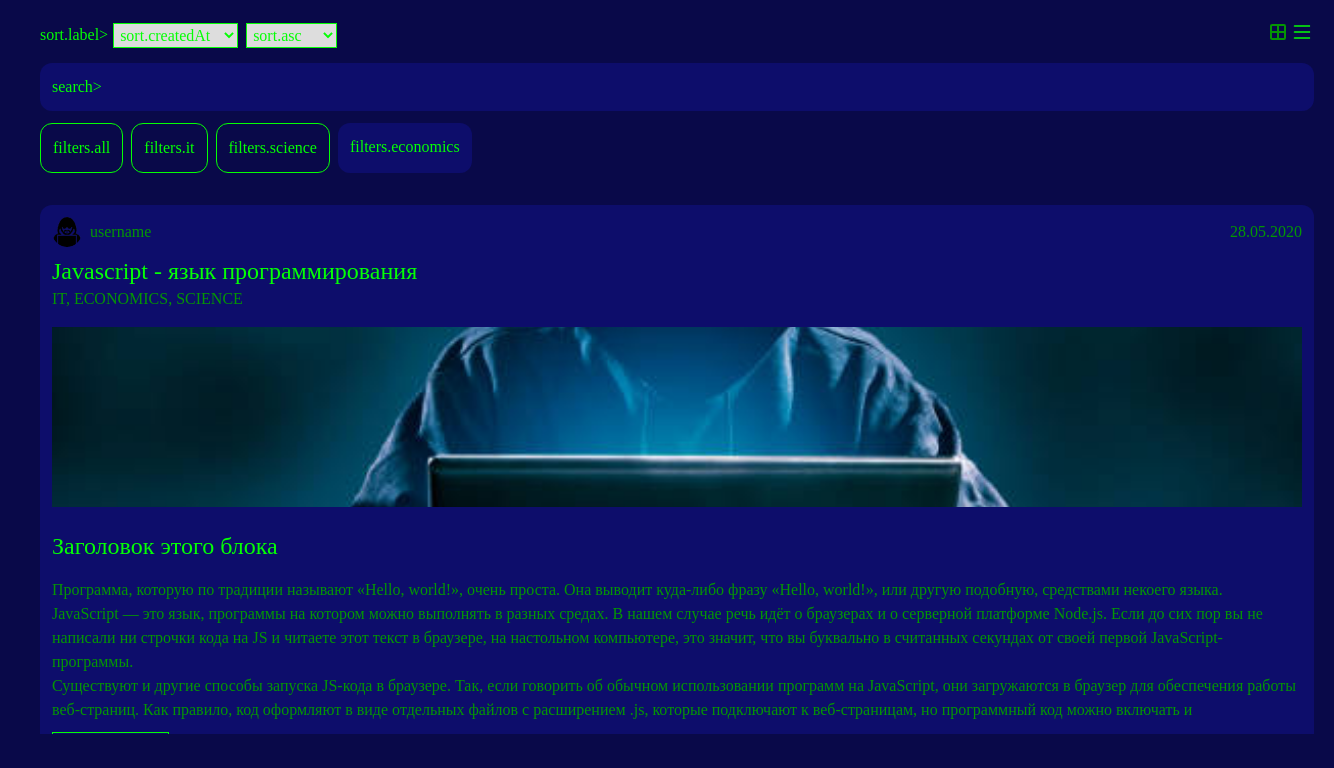 sort.label> sort.createdAt sort.asc
search>
filters.all filters.it filters.science filters.economics
username 28.05.2020
Javascript - язык программирования
IT, ECONOMICS, SCIENCE
Заголовок этого блока
Программа, которую по традиции называют «Hello, world!», очень проста. Она выводит куда-либо фразу «Hello, world!», или другую подобную, средствами некоего языка.
JavaScript — это язык, программы на котором можно выполнять в разных средах. В нашем случае речь идёт о браузерах и о серверной платформе Node.js. Если до сих пор вы не
написали ни строчки кода на JS и читаете этот текст в браузере, на настольном компьютере, это значит, что вы буквально в считанных секундах от своей первой JavaScript-
программы.
Существуют и другие способы запуска JS-кода в браузере. Так, если говорить об обычном использовании программ на JavaScript, они загружаются в браузер для обеспечения работы
веб-страниц. Как правило, код оформляют в виде отдельных файлов с расширением .js, которые подключают к веб-страницам, но программный код можно включать и